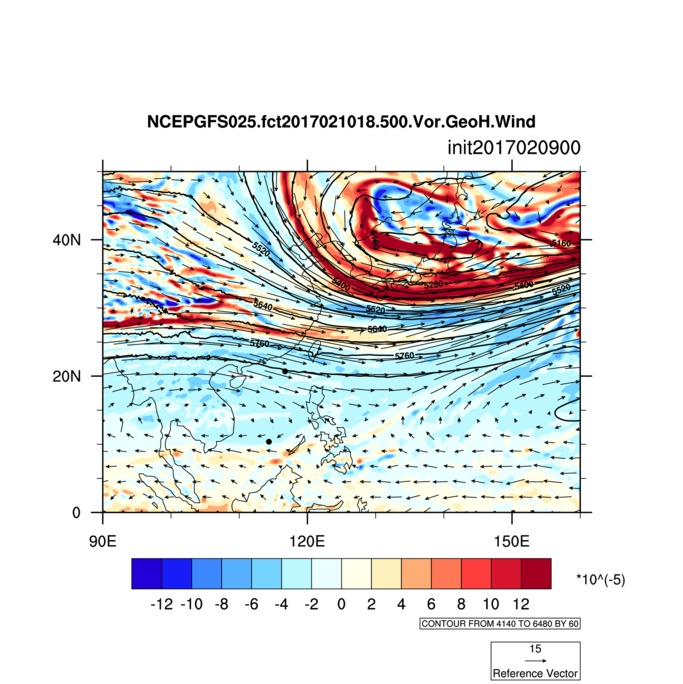 NCEPGFS025.fct2017021018.500.Vor.GeoH.Wind
init2017020900
5160
40N
5520
5280
5400
5400
5520
5640
5520
5640
5760
5760
20N
0
90E 120E 150E
-12 -10 -8 -6 -4 -2 0 2 4 6 8 10 12
*10^(-5)
CONTOUR FROM 4140 TO 6480 BY 60
15
Reference Vector